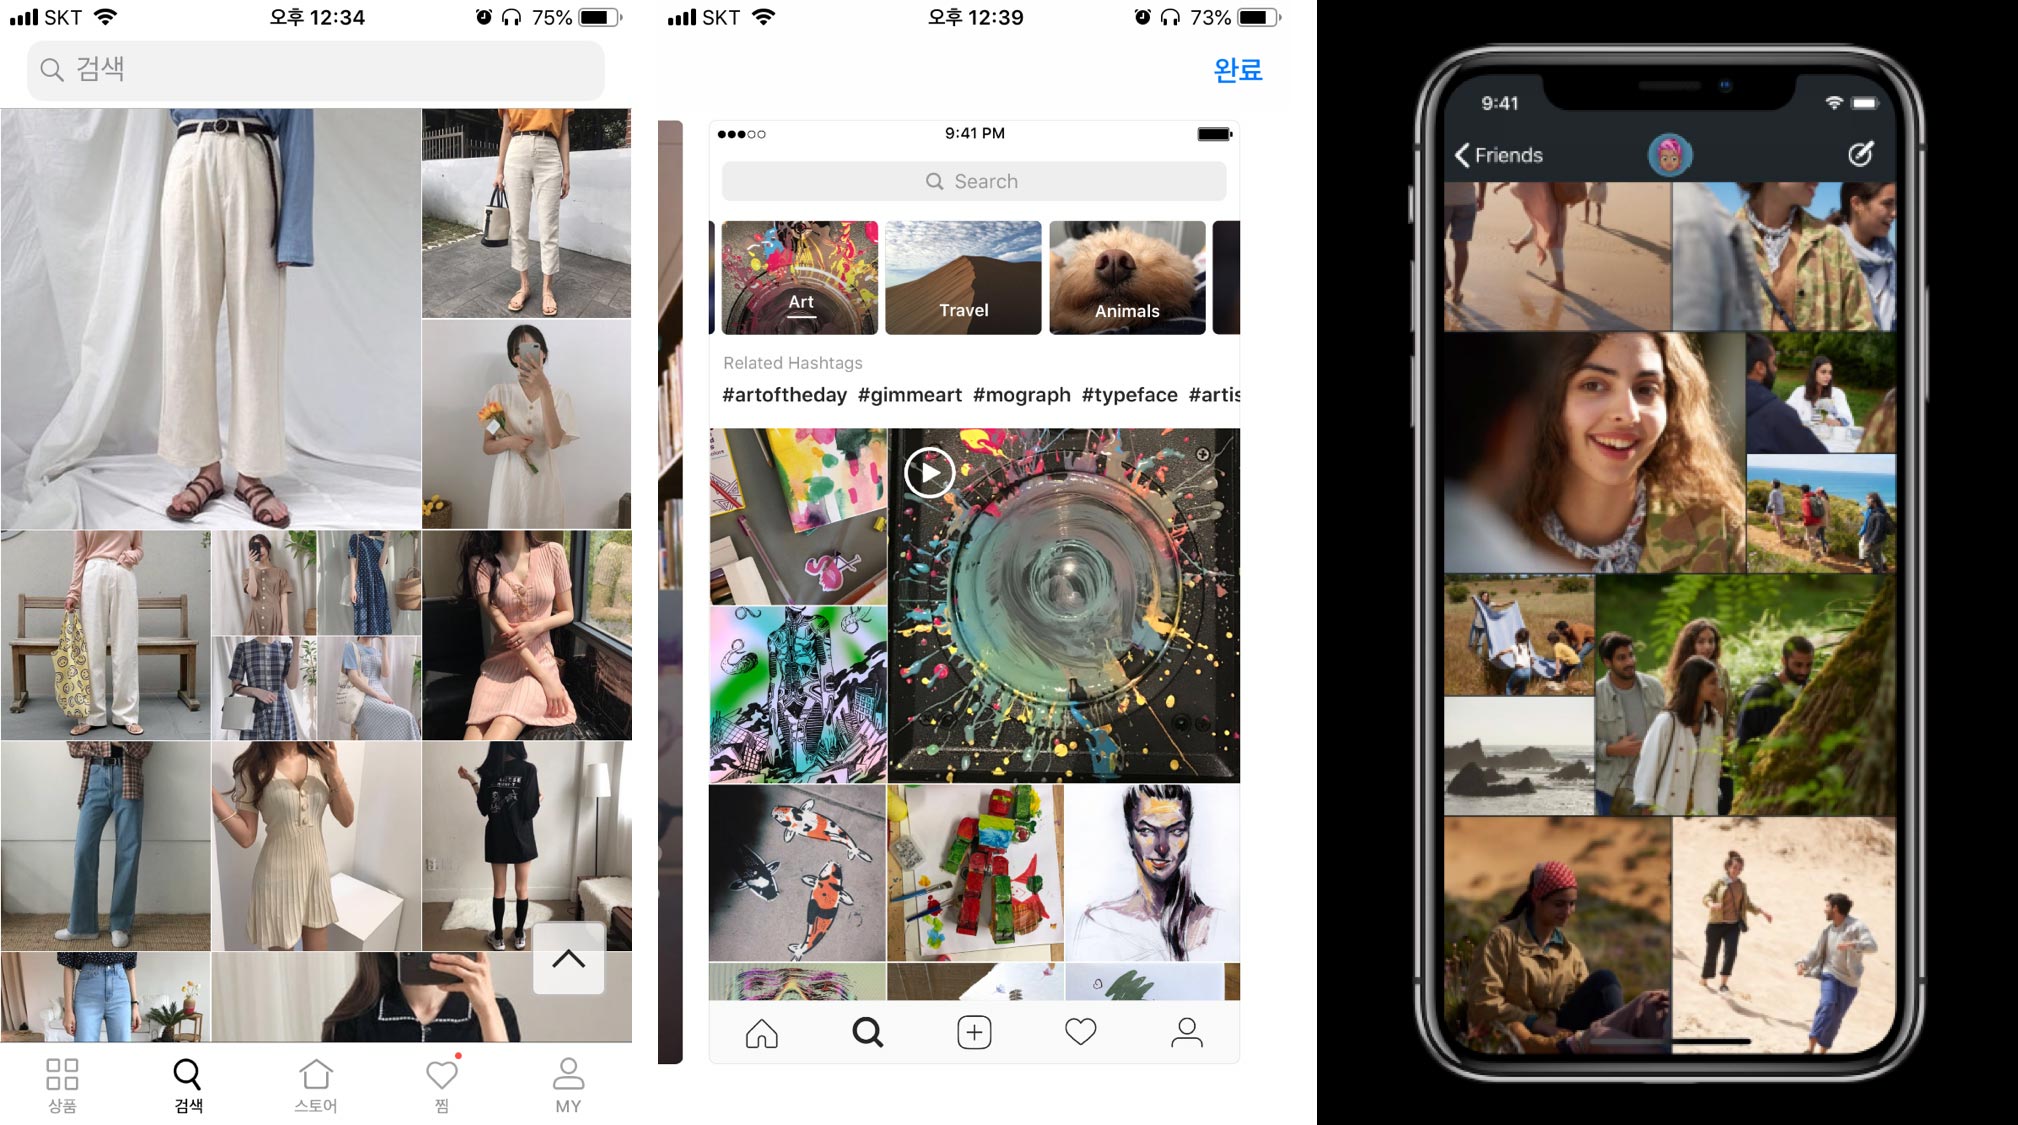 SKT 오후 12:34 75%
검색
상품 검색 스토어 찜 MY
SKT 오후 12:39 73%
완료
9:41 PM
Search
Art Travel Animals
Related Hashtags
#artoftheday #gimmeart #mograph #typeface #artis
9:41
Friends